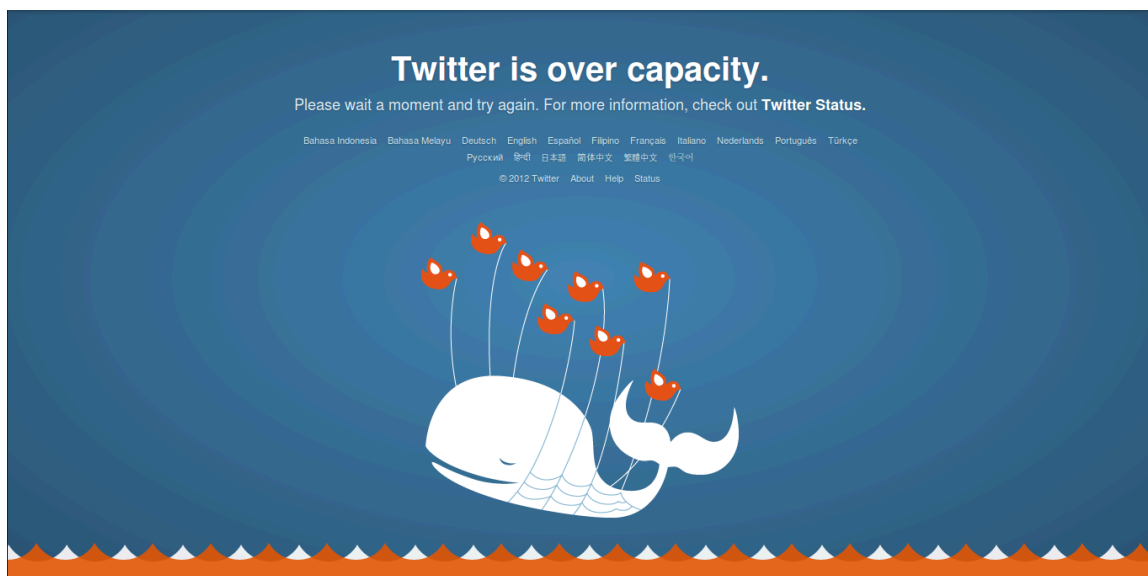 Twitter is over capacity.
Please wait a moment and try again. For more information, check out Twitter Status.
Bahasa Indonesia Bahasa Melayu Deutsch English Español Filipino Français Italiano Nederlands Português Türkçe
Русский हिन्दी 日本語 简体中文 繁體中文 한국어
© 2012 Twitter About Help Status